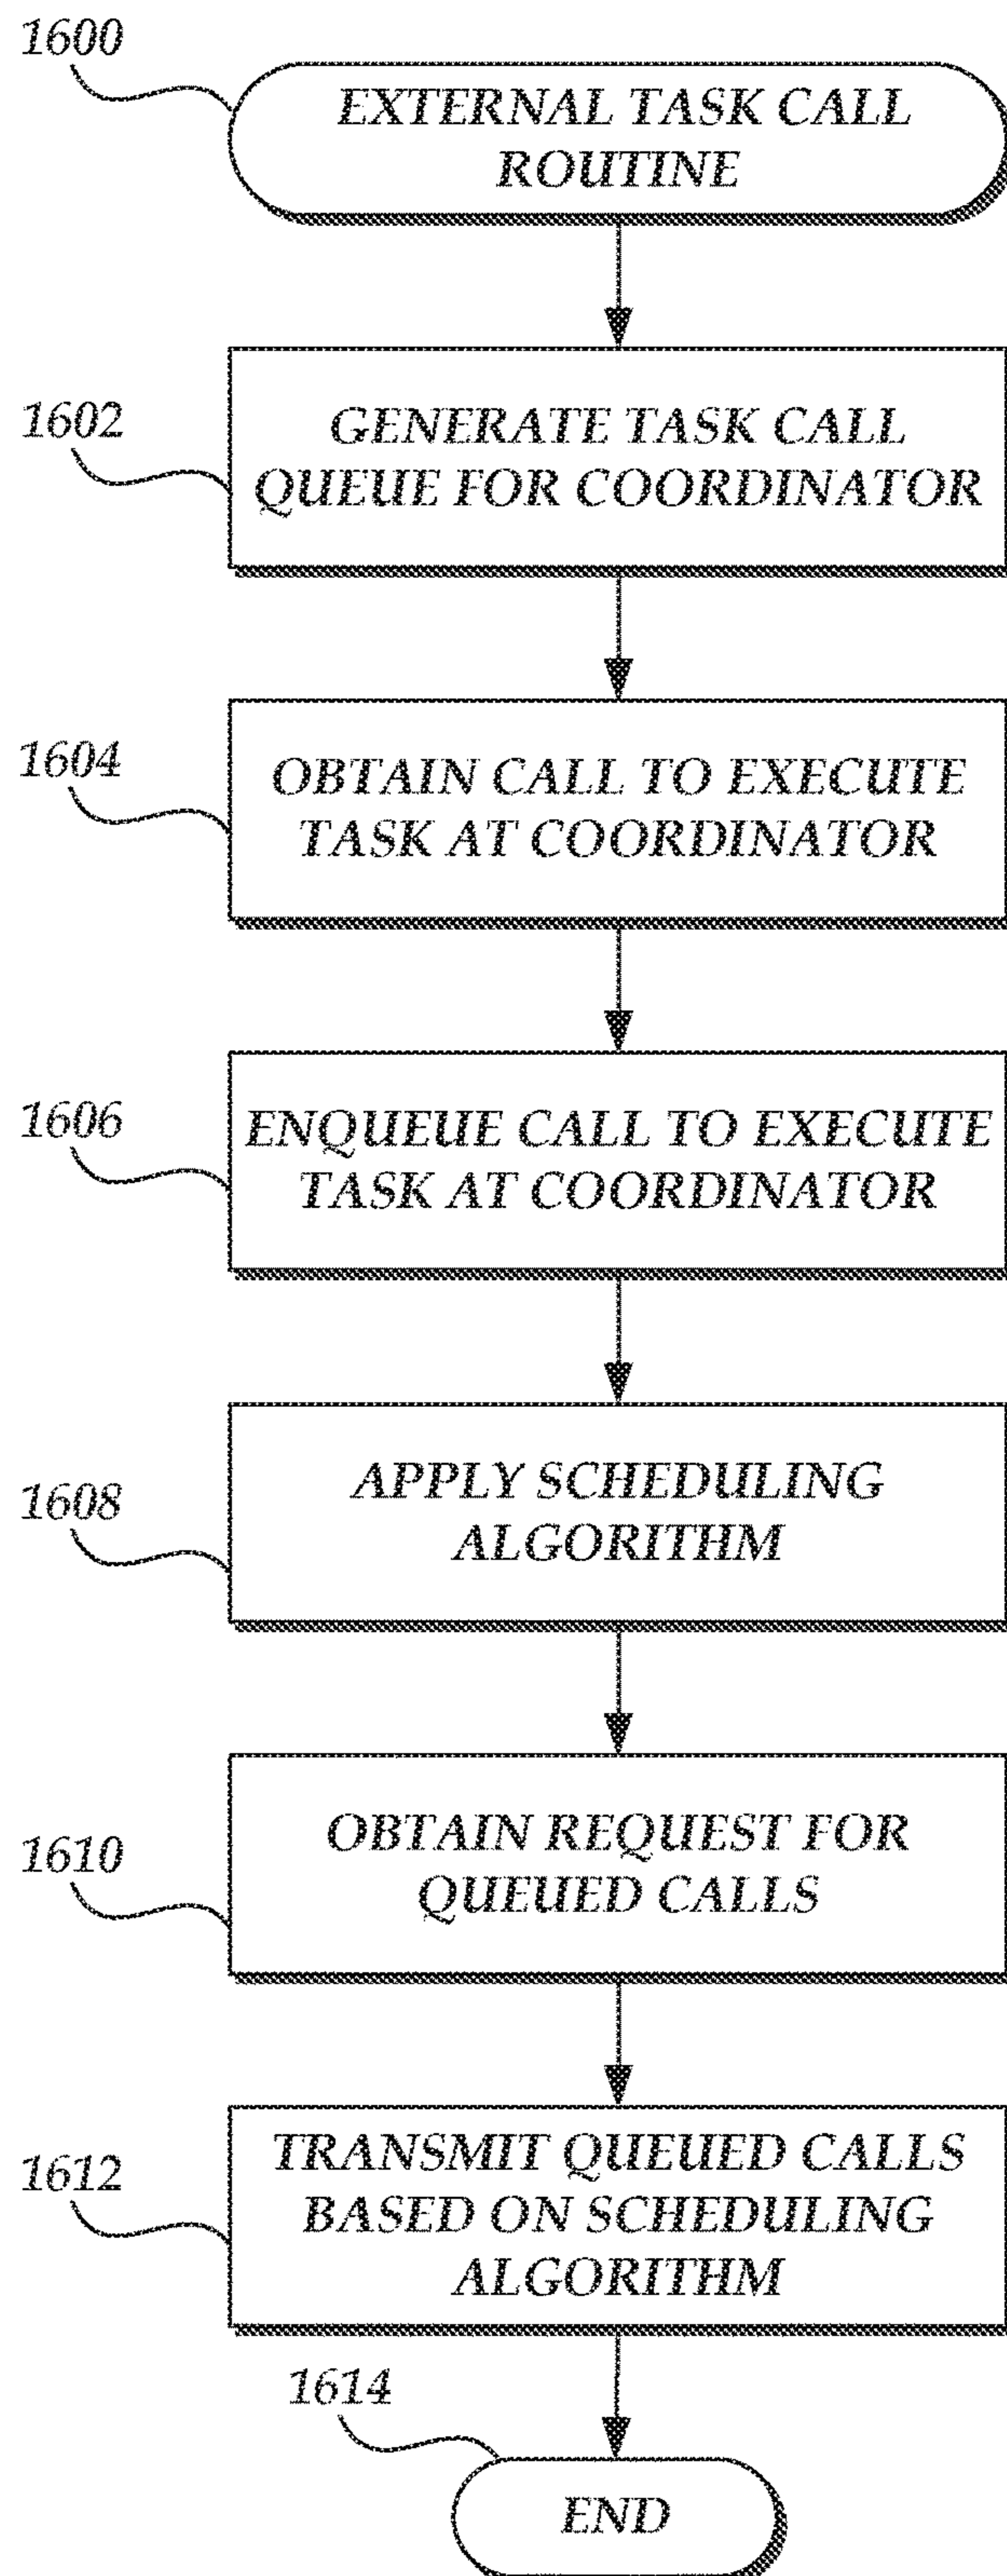 1600
EXTERNAL TASK CALL
ROUTINE
1602
GENERATE TASK CALL
QUEUE FOR COORDINATOR
1604
OBTAIN CALL TO EXECUTE
TASK AT COORDINATOR
1606
ENQUEUE CALL TO EXECUTE
TASK AT COORDINATOR
1608
APPLY SCHEDULING
ALGORITHM
1610
OBTAIN REQUEST FOR
QUEUED CALLS
1612
TRANSMIT QUEUED CALLS
BASED ON SCHEDULING
ALGORITHM
1614
END